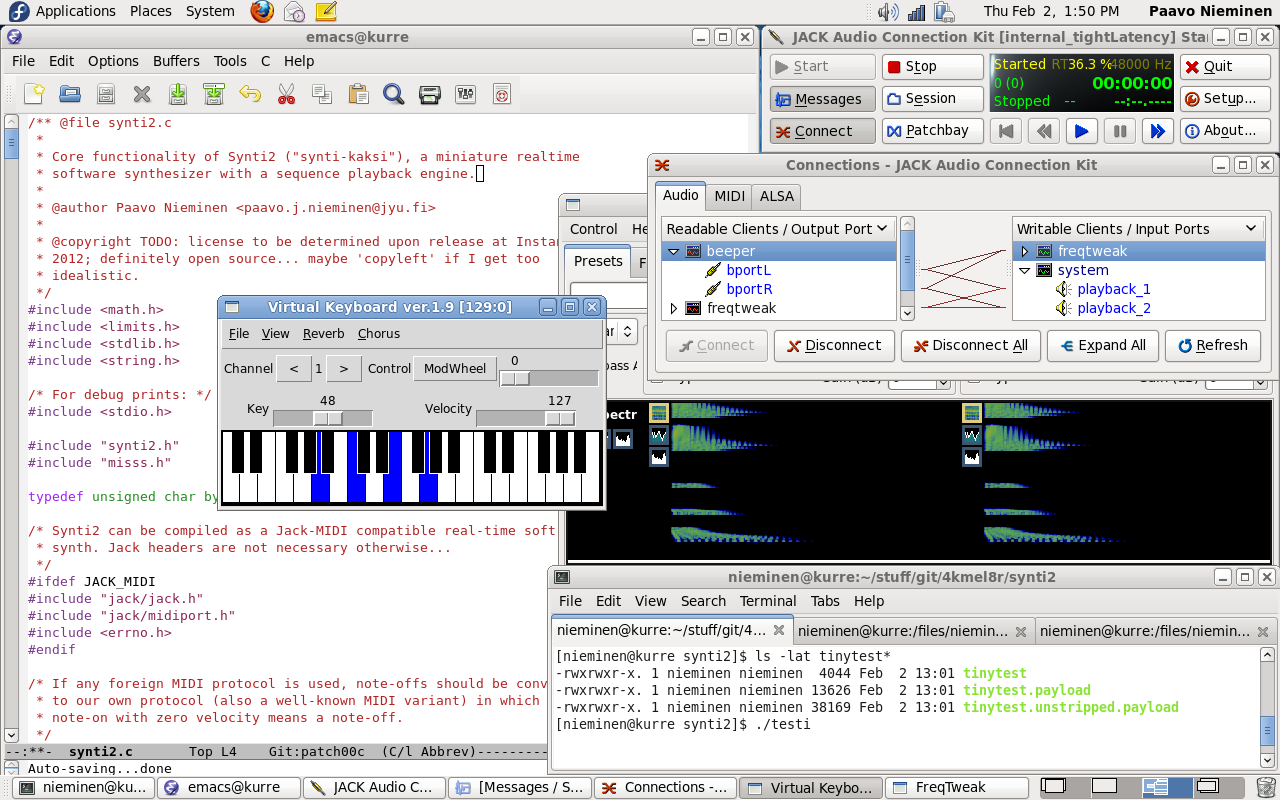 Applications Places System
Thu Feb 2, 1:50 PM Paavo Nieminen
emacs@kurre
File Edit Options Buffers Tools C Help
/** @file synti2.c
*
* Core functionality of Synti2 ("synti-kaksi"), a miniature realtime
* software synthesizer with a sequence playback engine.
*
* @author Paavo Nieminen <paavo.j.nieminen@jyu.fi>
*
* @copyright TODO: license to be determined upon release at Instan
* 2012; definitely open source... maybe 'copyleft' if I get too
* idealistic.
*/
#include <math.h>
#include <limits.h>
#include <stdlib.h>
#include <string.h>
/* For debug prints: */
#include <stdio.h>
#include "synti2.h"
#include "misss.h"
typedef unsigned char by
/* Synti2 can be compiled as a Jack-MIDI compatible real-time soft
* synth. Jack headers are not necessary otherwise...
*/
#ifdef JACK_MIDI
#include "jack/jack.h"
#include "jack/midiport.h"
#include <errno.h>
#endif
/* If any foreign MIDI protocol is used, note-offs should be conv
* to our own protocol (also a well-known MIDI variant) in which
* note-on with zero velocity means a note-off.
*/
--:**- synti2.c Top L4 Git:patch00c (C/l Abbrev)---------
Auto-saving...done
JACK Audio Connection Kit [internal_tightLatency] Sta
Start Stop
Started RT 36.3 % 48000 Hz
0 (0) 00:00:00
Stopped -- --:--.----
Quit
Messages Session Setup...
Connect Patchbay About...
Connections - JACK Audio Connection Kit
Audio MIDI ALSA
Readable Clients / Output Port
beeper
bportL
bportR
freqtweak
Writable Clients / Input Ports
freqtweak
system
playback_1
playback_2
Connect Disconnect Disconnect All Expand All Refresh
Control He
Presets F
ar
pass A
pectr
Virtual Keyboard ver.1.9 [129:0]
File View Reverb Chorus
Channel < 1 > Control ModWheel 0
Key 48 Velocity 127
nieminen@kurre:~/stuff/git/4kmel8r/synti2
File Edit View Search Terminal Tabs Help
nieminen@kurre:~/stuff/git/4... nieminen@kurre:/files/niemin... nieminen@kurre:/files/niemin...
[nieminen@kurre synti2]$ ls -lat tinytest*
-rwxrwxr-x. 1 nieminen nieminen 4044 Feb 2 13:01 tinytest
-rwxrwxr-x. 1 nieminen nieminen 13626 Feb 2 13:01 tinytest.payload
-rwxrwxr-x. 1 nieminen nieminen 38169 Feb 2 13:01 tinytest.unstripped.payload
[nieminen@kurre synti2]$ ./testi
nieminen@ku... emacs@kurre JACK Audio C... [Messages / S... Connections -... Virtual Keybo... FreqTweak